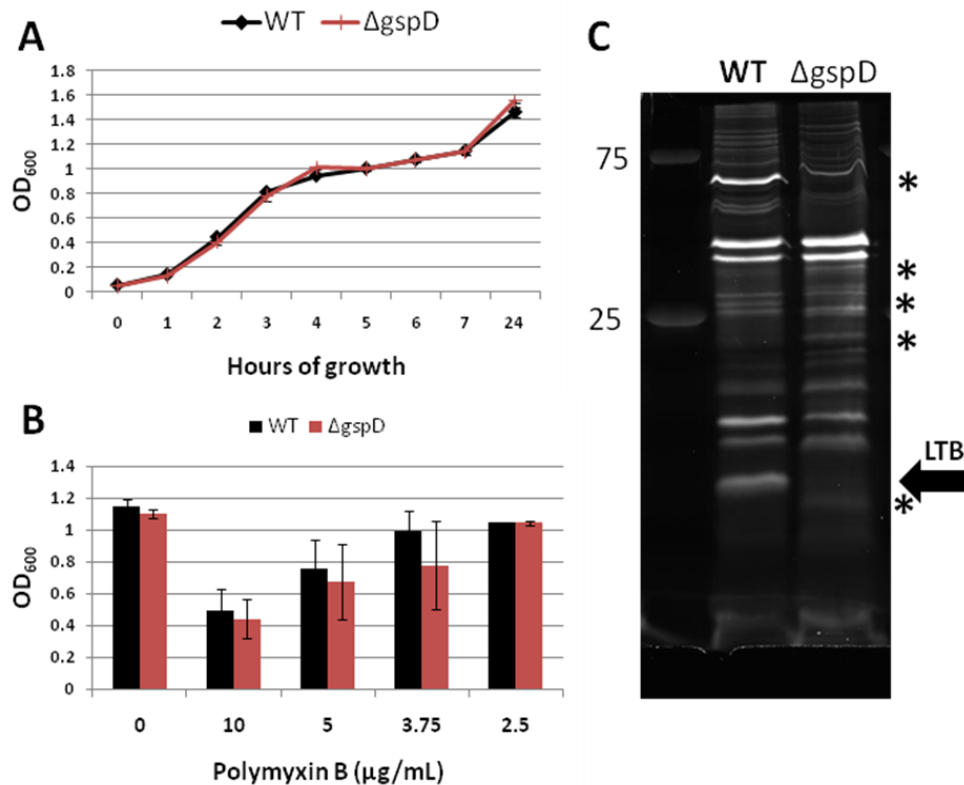 A
WT ΔgspD
1.8
1.6
1.4
1.2
1
0.8
0.6
0.4
0.2
0
OD600
0 1 2 3 4 5 6 7 24
Hours of growth
B
WT ΔgspD
1.4
1.2
1
0.8
0.6
0.4
0.2
0
OD600
0 10 5 3.75 2.5
Polymyxin B (μg/mL)
C
WT ΔgspD
75
*
*
25
*
*
LTB
*